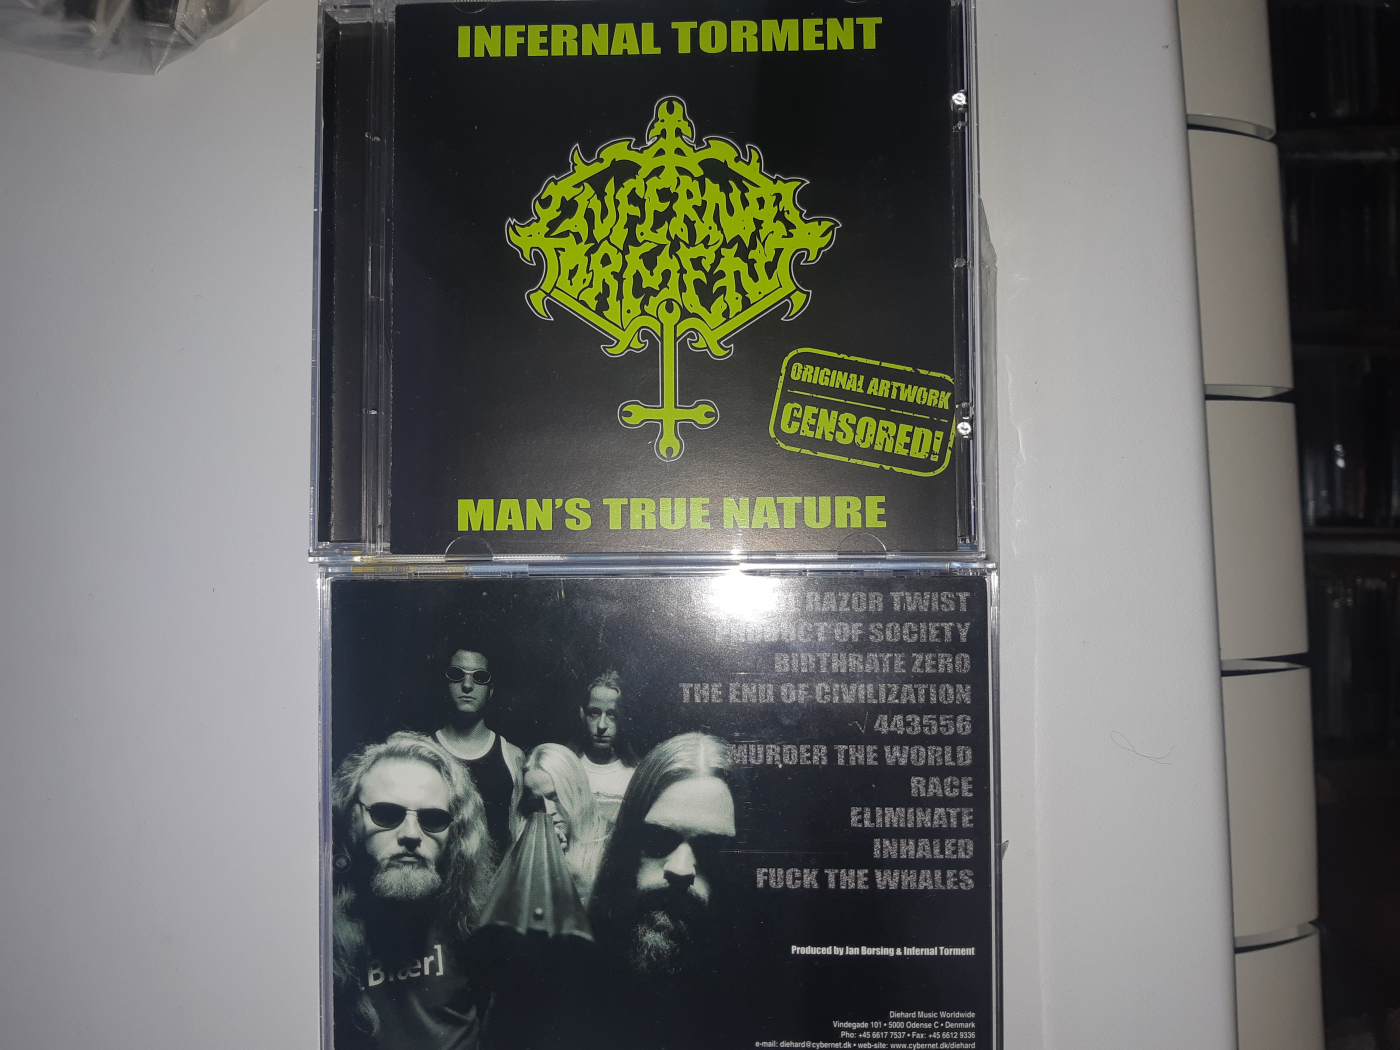 INFERNAL TORMENT
INFERNAL
TORMENT
ORIGINAL ARTWORK
CENSORED!
MAN'S TRUE NATURE
RAZOR TWIST
PRODUCT OF SOCIETY
BIRTHRATE ZERO
THE END OF CIVILIZATION
√443556
MURDER THE WORLD
RACE
ELIMINATE
INHALED
FUCK THE WHALES
Produced by Jan Borsing & Infernal Torment
Diehard Music Worldwide
Vindegade 101 • 5000 Odense C • Denmark
Pho: +45 6617 7537 • Fax: +45 6612 9336
e-mail: diehard@cybernet.dk • web-site: www.cybernet.dk/diehard